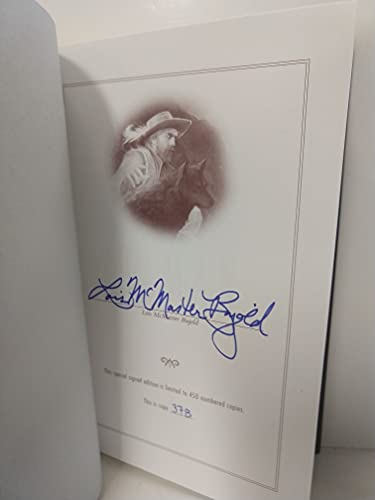 Lois McMaster Bujold
Lois McMaster Bujold
This special signed edition is limited to 450 numbered copies.
This is copy 378